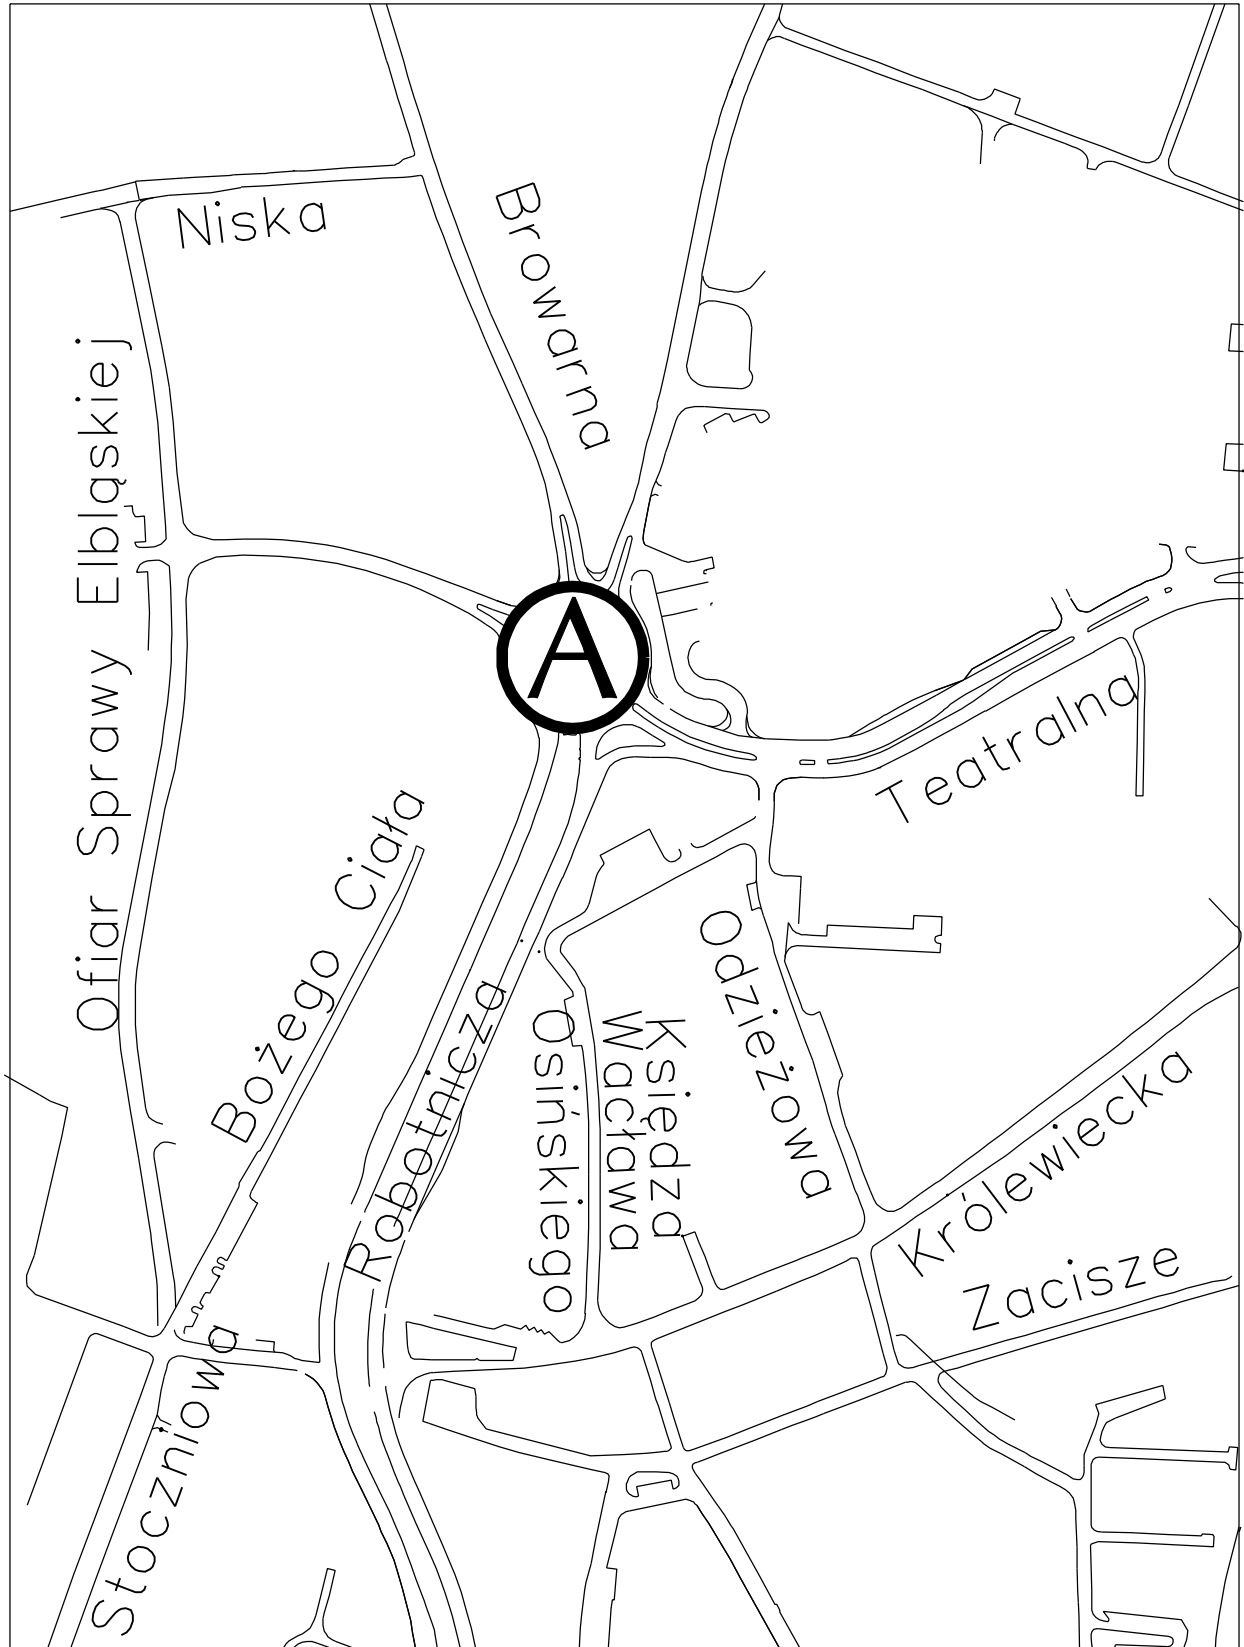 Niska
Browarna
Ofiar Sprawy Elbląskiej
A
Teatralna
Bożego Ciała
Robotnicza
Osińskiego
Wacława
Księdza
Odzieżowa
Królewiecka
Zacisze
Stoczniowa